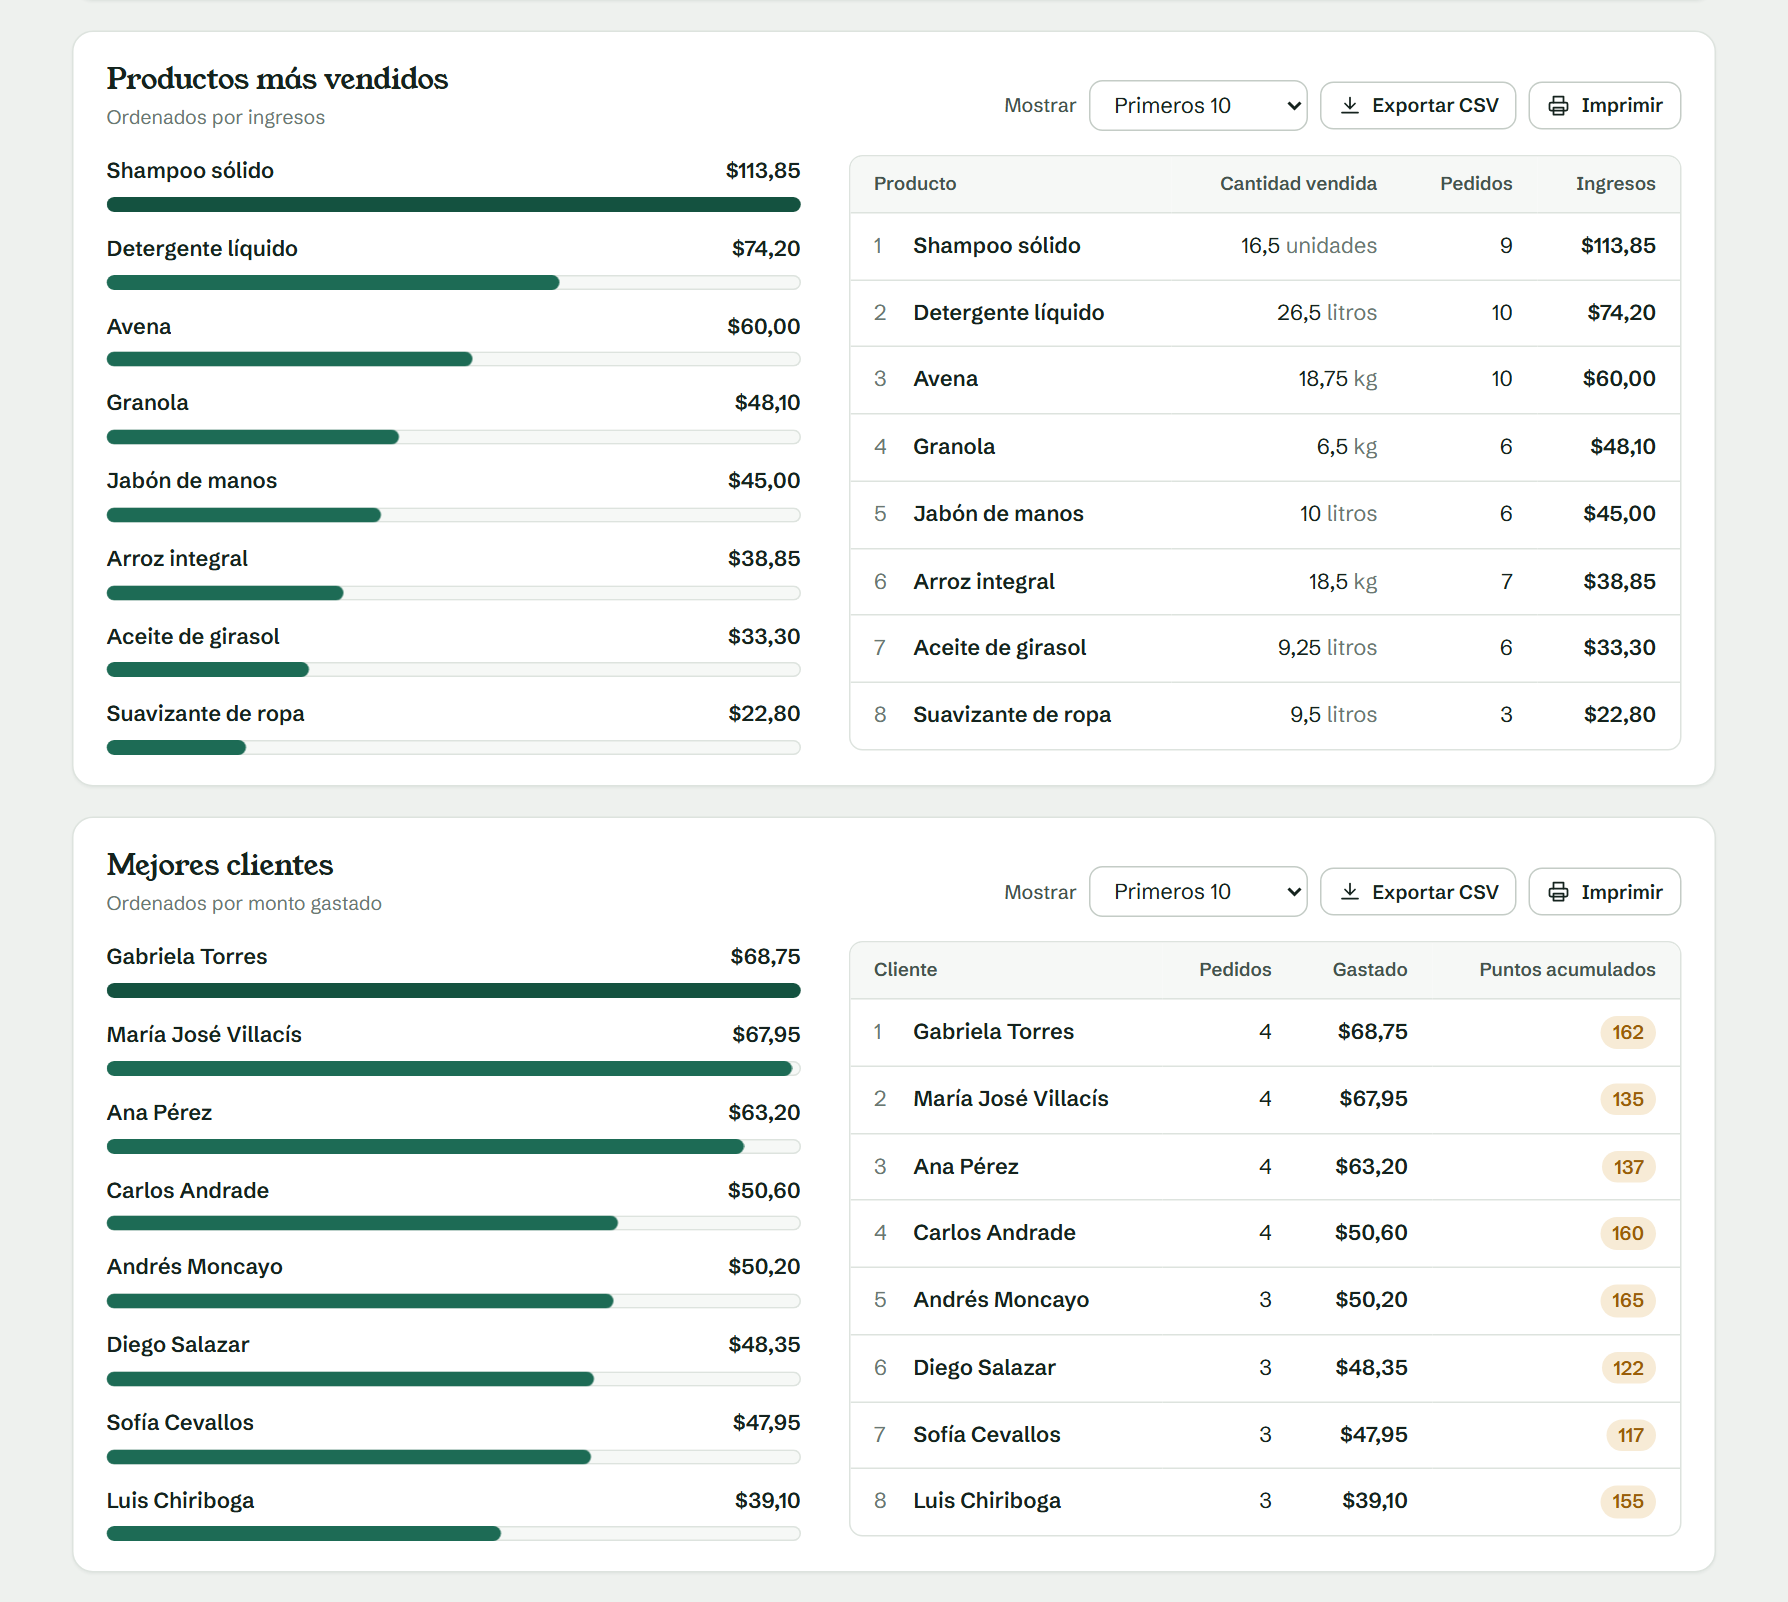 Productos más vendidos
Ordenados por ingresos
Mostrar Primeros 10 Exportar CSV Imprimir
Shampoo sólido $113,85
Detergente líquido $74,20
Avena $60,00
Granola $48,10
Jabón de manos $45,00
Arroz integral $38,85
Aceite de girasol $33,30
Suavizante de ropa $22,80
Producto Cantidad vendida Pedidos Ingresos
1 Shampoo sólido 16,5 unidades 9 $113,85
2 Detergente líquido 26,5 litros 10 $74,20
3 Avena 18,75 kg 10 $60,00
4 Granola 6,5 kg 6 $48,10
5 Jabón de manos 10 litros 6 $45,00
6 Arroz integral 18,5 kg 7 $38,85
7 Aceite de girasol 9,25 litros 6 $33,30
8 Suavizante de ropa 9,5 litros 3 $22,80
Mejores clientes
Ordenados por monto gastado
Mostrar Primeros 10 Exportar CSV Imprimir
Gabriela Torres $68,75
María José Villacís $67,95
Ana Pérez $63,20
Carlos Andrade $50,60
Andrés Moncayo $50,20
Diego Salazar $48,35
Sofía Cevallos $47,95
Luis Chiriboga $39,10
Cliente Pedidos Gastado Puntos acumulados
1 Gabriela Torres 4 $68,75 162
2 María José Villacís 4 $67,95 135
3 Ana Pérez 4 $63,20 137
4 Carlos Andrade 4 $50,60 160
5 Andrés Moncayo 3 $50,20 165
6 Diego Salazar 3 $48,35 122
7 Sofía Cevallos 3 $47,95 117
8 Luis Chiriboga 3 $39,10 155